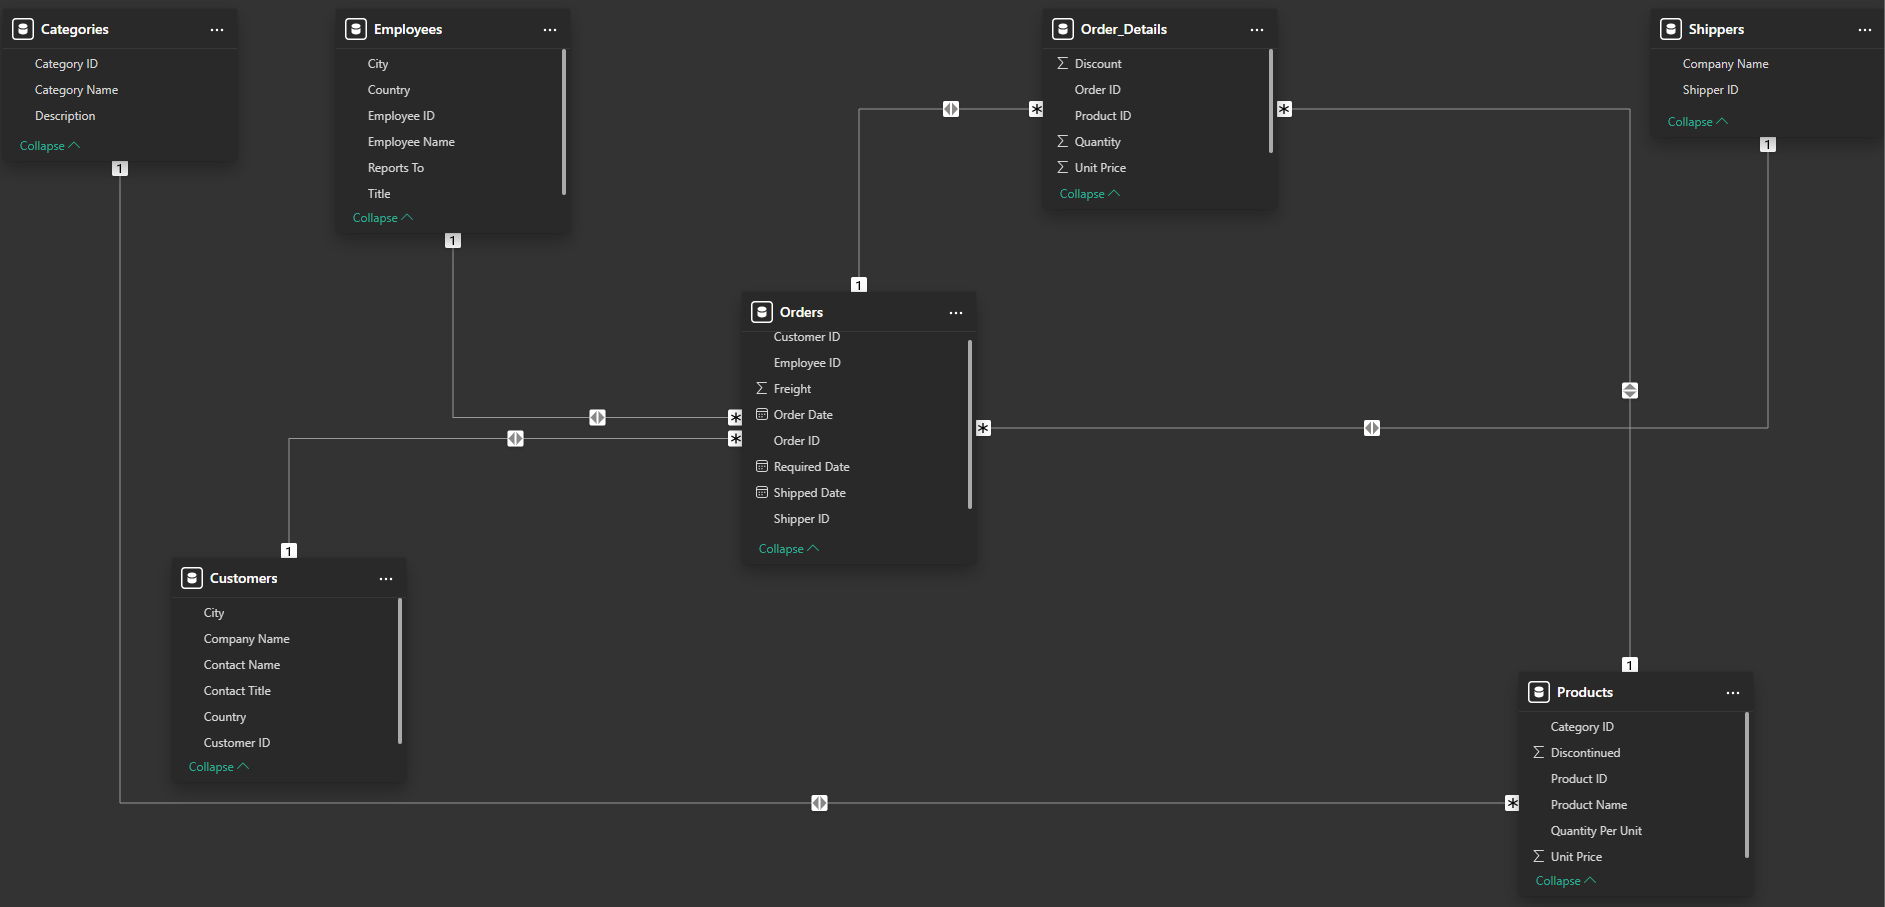 Categories
...
Category ID
Category Name
Description
Collapse
1
Employees
...
City
Country
Employee ID
Employee Name
Reports To
Title
Collapse
1
Order_Details
...
∑ Discount
Order ID
Product ID
∑ Quantity
∑ Unit Price
Collapse
*
*
Shippers
...
Company Name
Shipper ID
Collapse
1
1
Orders
...
Customer ID
Employee ID
∑ Freight
Order Date
Order ID
Required Date
Shipped Date
Shipper ID
Collapse
*
*
*
1
Customers
...
City
Company Name
Contact Name
Contact Title
Country
Customer ID
Collapse
1
Products
...
Category ID
∑ Discontinued
Product ID
Product Name
Quantity Per Unit
∑ Unit Price
Collapse
*